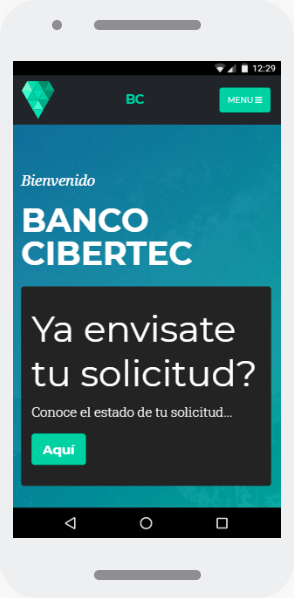 12:29
BC
MENU
Bienvenido
BANCO
CIBERTEC
Ya envisate
tu solicitud?
Conoce el estado de tu solicitud...
Aquí